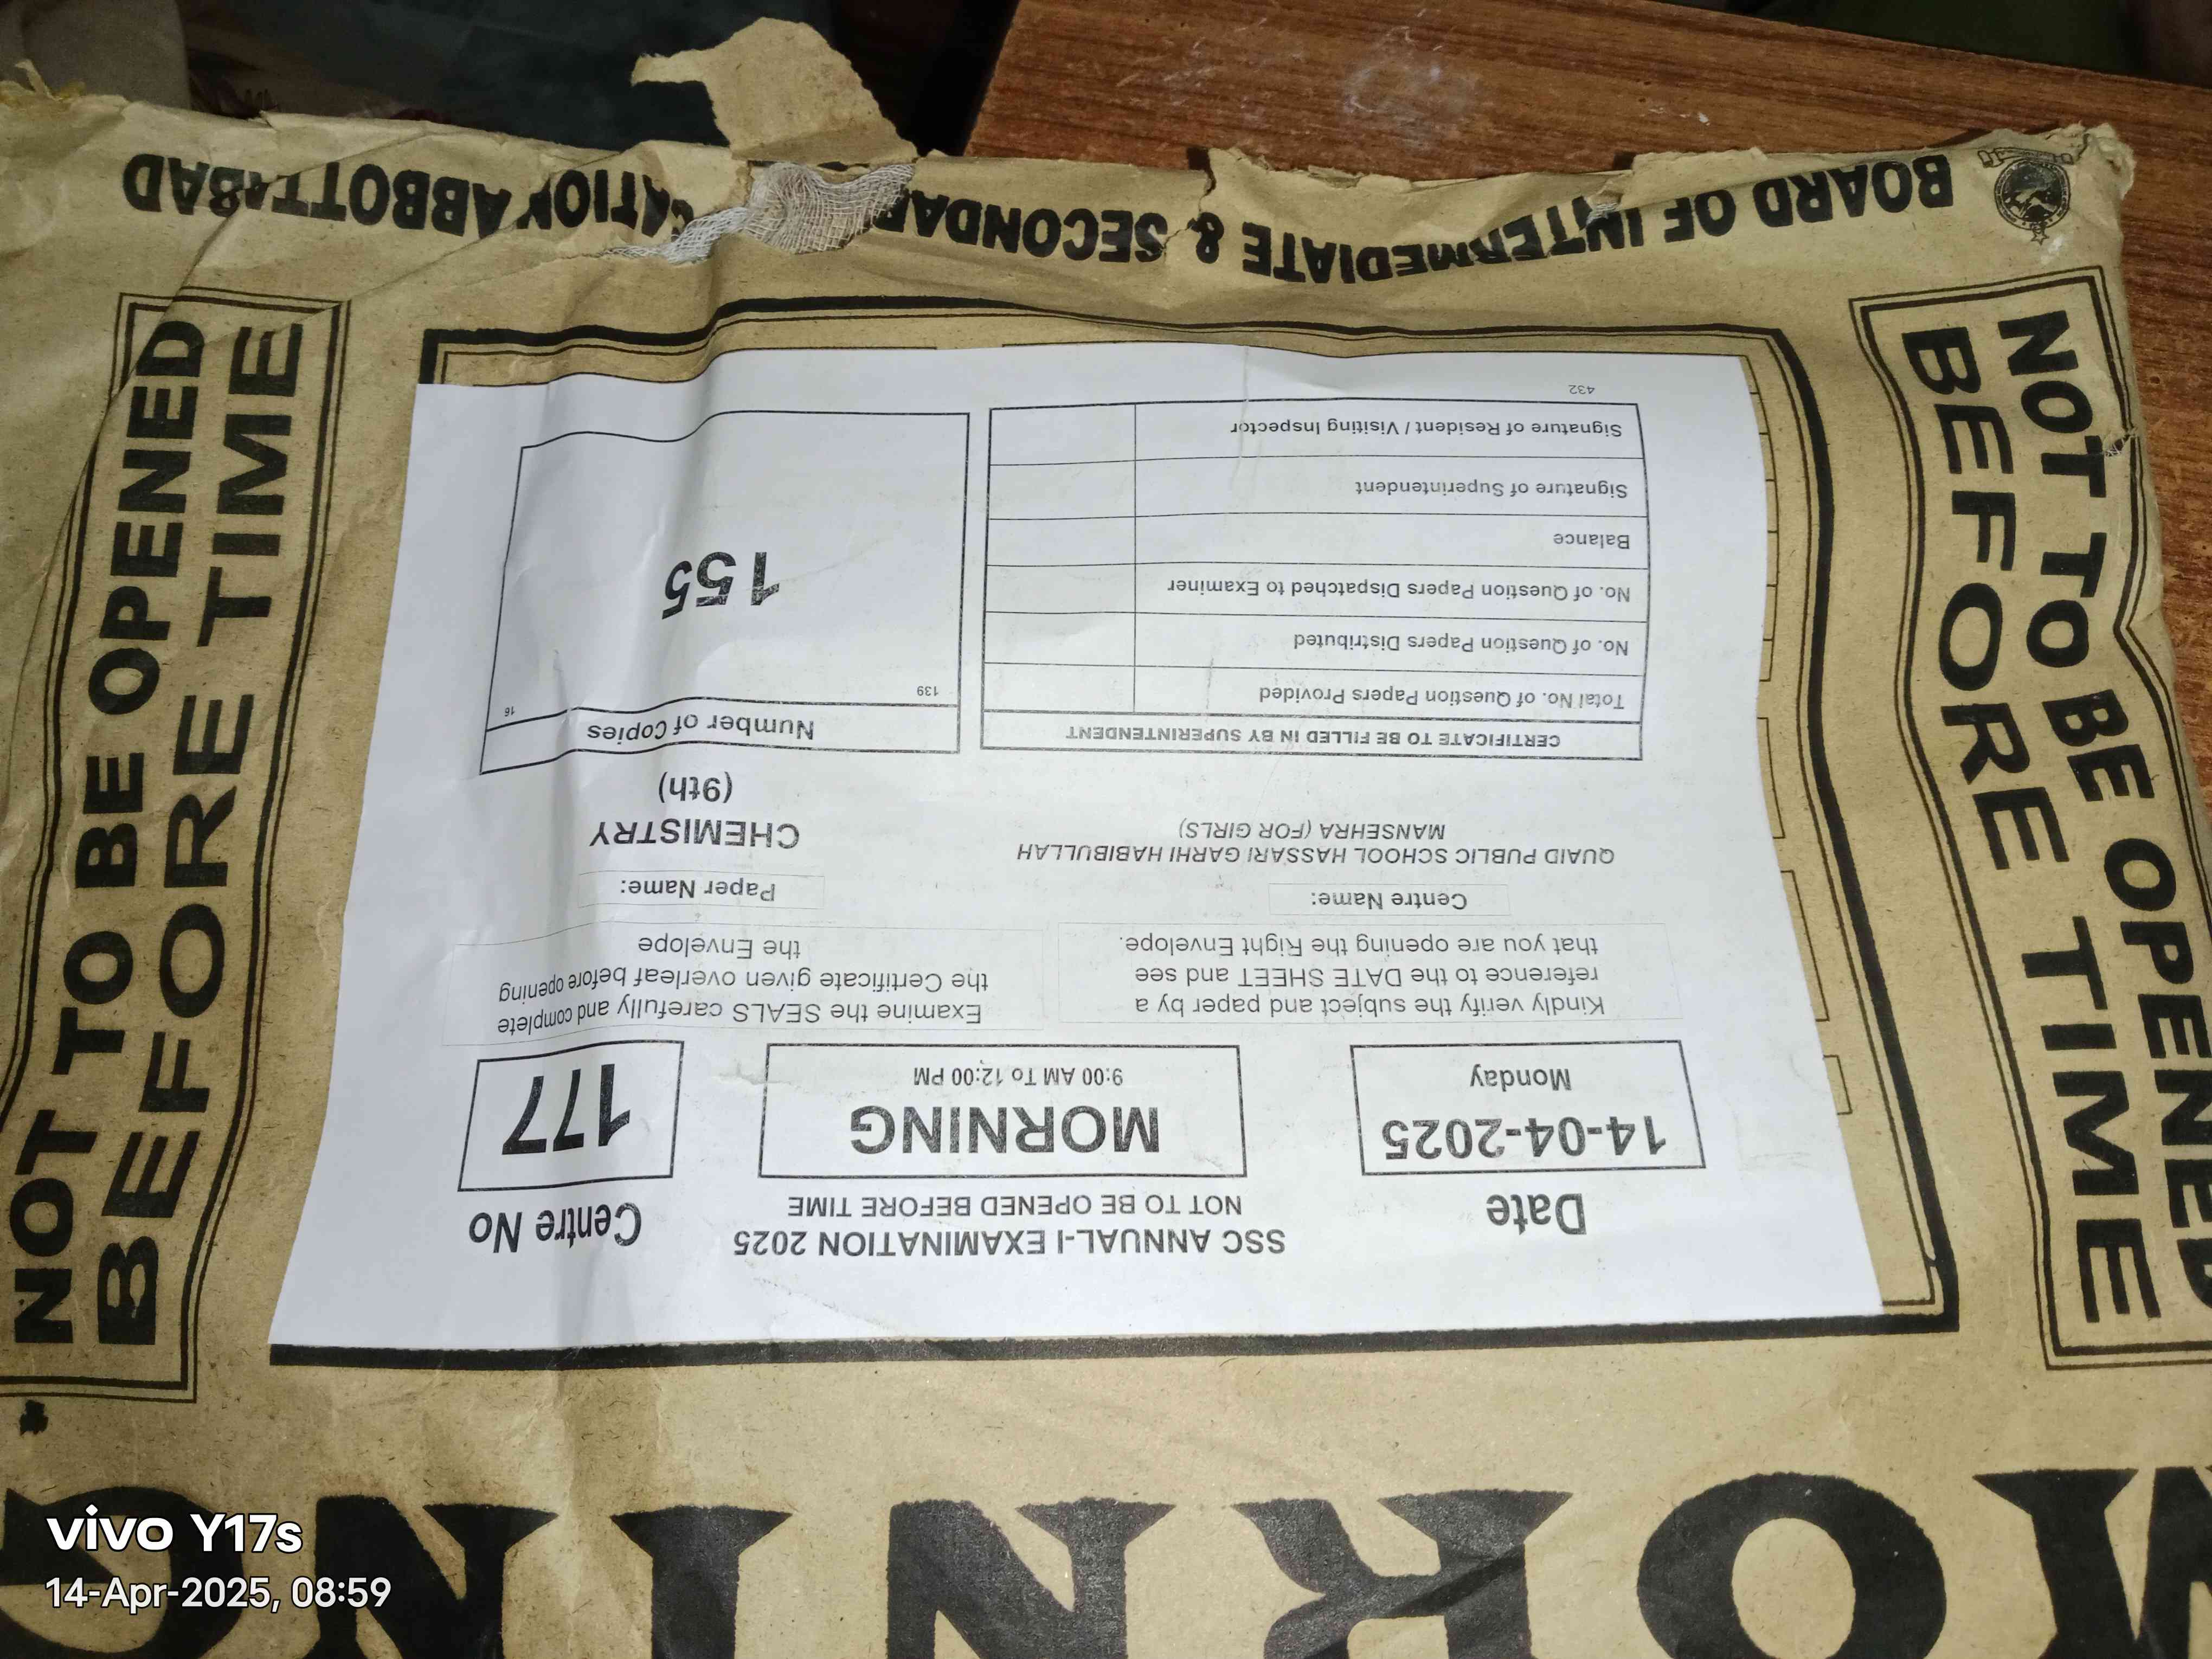 BOARD OF INTERMEDIATE & SECONDAR CATION ABBOTTABAD
NOT TO BE OPENED
BEFORE TIME
NOT TO BE OPENED
BEFORE TIME
SSC ANNUAL-I EXAMINATION 2025
NOT TO BE OPENED BEFORE TIME
Date
14-04-2025
Monday
MORNING
9:00 AM To 12:00 PM
Centre No
177
Kindly verify the subject and paper by a
reference to the DATE SHEET and see
that you are opening the Right Envelope.
Examine the SEALS carefully and complete
the Certificate given overleaf before opening
the Envelope
Centre Name:
QUAID PUBLIC SCHOOL HASSARI GARHI HABIBULLAH
MANSEHRA (FOR GIRLS)
Paper Name:
CHEMISTRY
(9th)
CERTIFICATE TO BE FILLED IN BY SUPERINTENDENT
Total No. of Question Papers Provided
No. of Question Papers Distributed
No. of Question Papers Dispatched to Examiner
Balance
Signature of Superintendent
Signature of Resident / Visiting Inspector
432
Number of Copies
139
16
155
MORNING
vivo Y17s
14-Apr-2025, 08:59